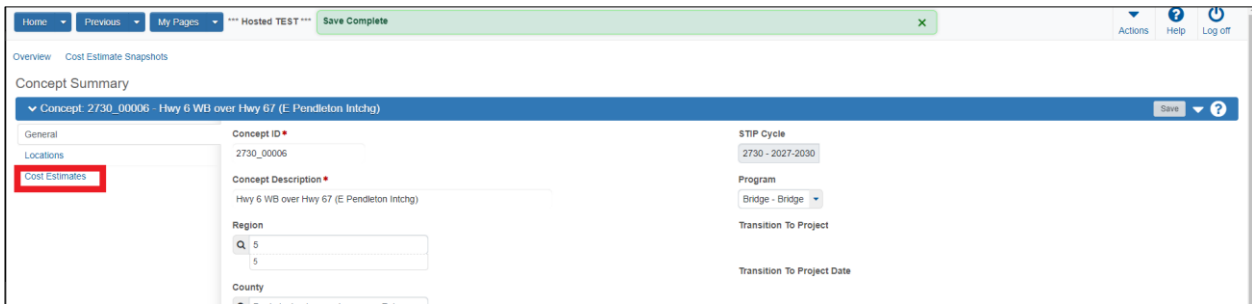 Home Previous My Pages *** Hosted TEST *** Save Complete × Actions Help Log off
Overview Cost Estimate Snapshots
Concept Summary
Concept: 2730_00006 - Hwy 6 WB over Hwy 67 (E Pendleton Intchg) Save ?
General
Locations
Cost Estimates
Concept ID*
2730_00006
Concept Description*
Hwy 6 WB over Hwy 67 (E Pendleton Intchg)
Region
5
5
County
STIP Cycle
2730 - 2027-2030
Program
Bridge - Bridge
Transition To Project
Transition To Project Date